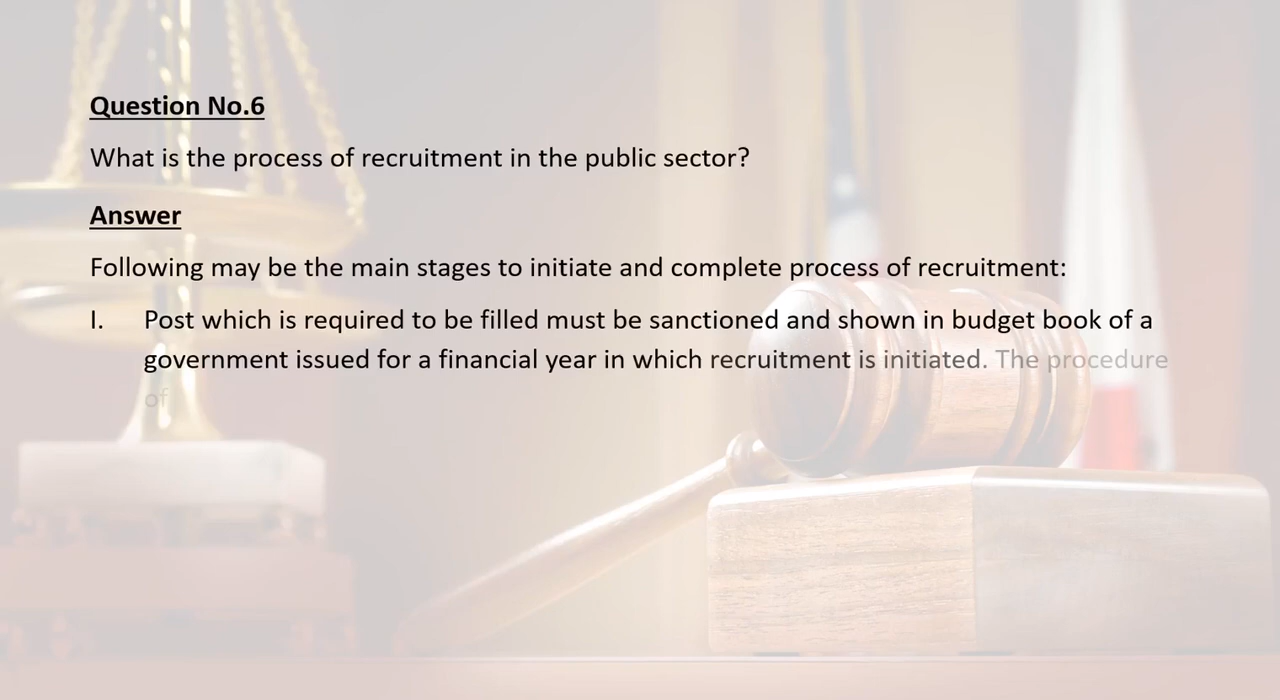 Question No.6
What is the process of recruitment in the public sector?
Answer
Following may be the main stages to initiate and complete process of recruitment:
I. Post which is required to be filled must be sanctioned and shown in budget book of a
government issued for a financial year in which recruitment is initiated. The procedure
of